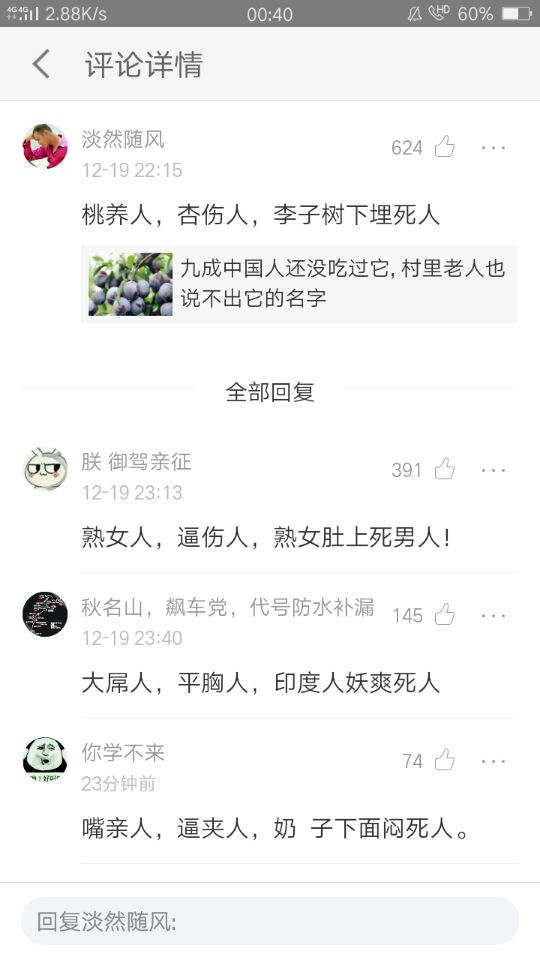 4G 4G 2.88K/s 00:40 HD 60%
评论详情
淡然随风 624
12-19 22:15
桃养人，杏伤人，李子树下埋死人
九成中国人还没吃过它,村里老人也
说不出它的名字
全部回复
朕 御驾亲征 391
12-19 23:13
熟女人，逼伤人，熟女肚上死男人！
秋名山，飙车党，代号防水补漏 145
12-19 23:40
大屌人，平胸人，印度人妖爽死人
你学不来 74
23分钟前
嘴亲人，逼夹人，奶 子下面闷死人。
回复淡然随风: